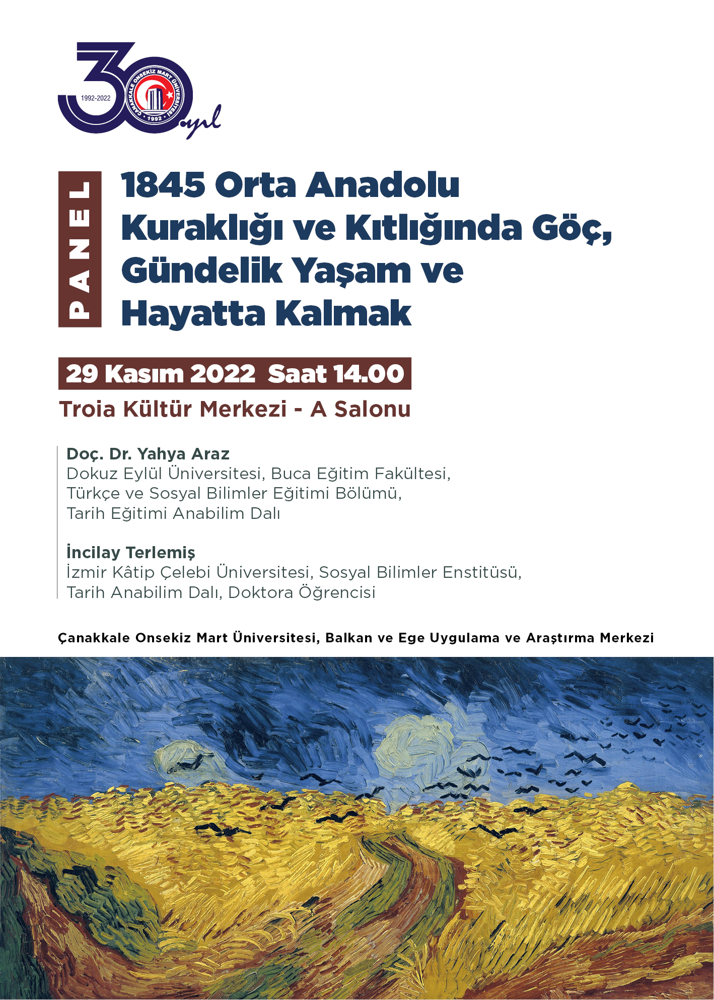 30.yıl
1992-2022
ÇANAKKALE ONSEKİZ MART ÜNİVERSİTESİ
• 1992 •
PANEL
1845 Orta Anadolu
Kuraklığı ve Kıtlığında Göç,
Gündelik Yaşam ve
Hayatta Kalmak
29 Kasım 2022 Saat 14.00
Troia Kültür Merkezi - A Salonu
Doç. Dr. Yahya Araz
Dokuz Eylül Üniversitesi, Buca Eğitim Fakültesi,
Türkçe ve Sosyal Bilimler Eğitimi Bölümü,
Tarih Eğitimi Anabilim Dalı
İncilay Terlemiş
İzmir Kâtip Çelebi Üniversitesi, Sosyal Bilimler Enstitüsü,
Tarih Anabilim Dalı, Doktora Öğrencisi
Çanakkale Onsekiz Mart Üniversitesi, Balkan ve Ege Uygulama ve Araştırma Merkezi